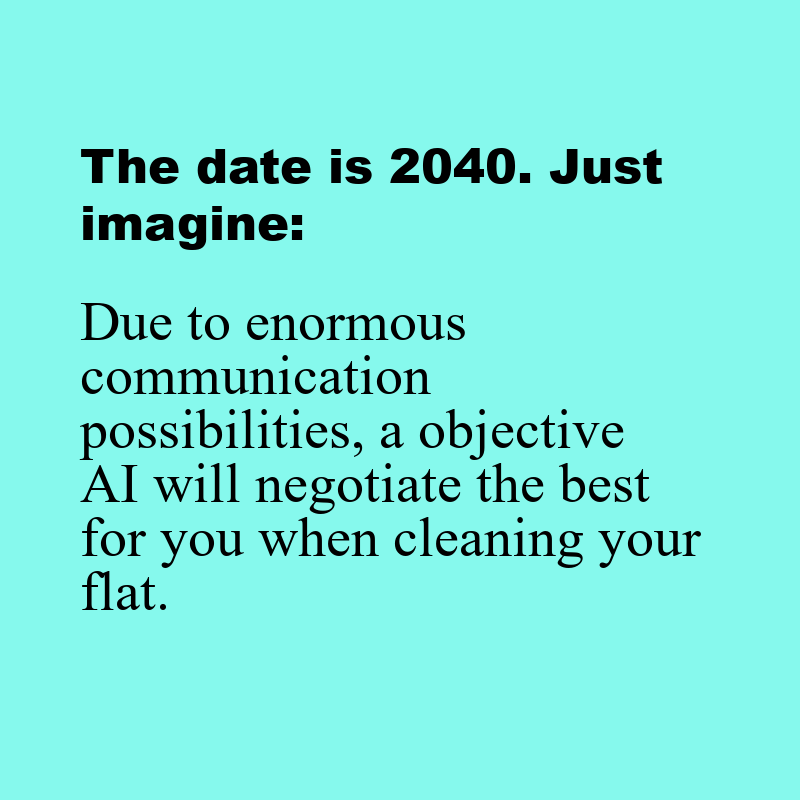 The date is 2040. Just
imagine:
Due to enormous
communication
possibilities, a objective
AI will negotiate the best
for you when cleaning your
flat.